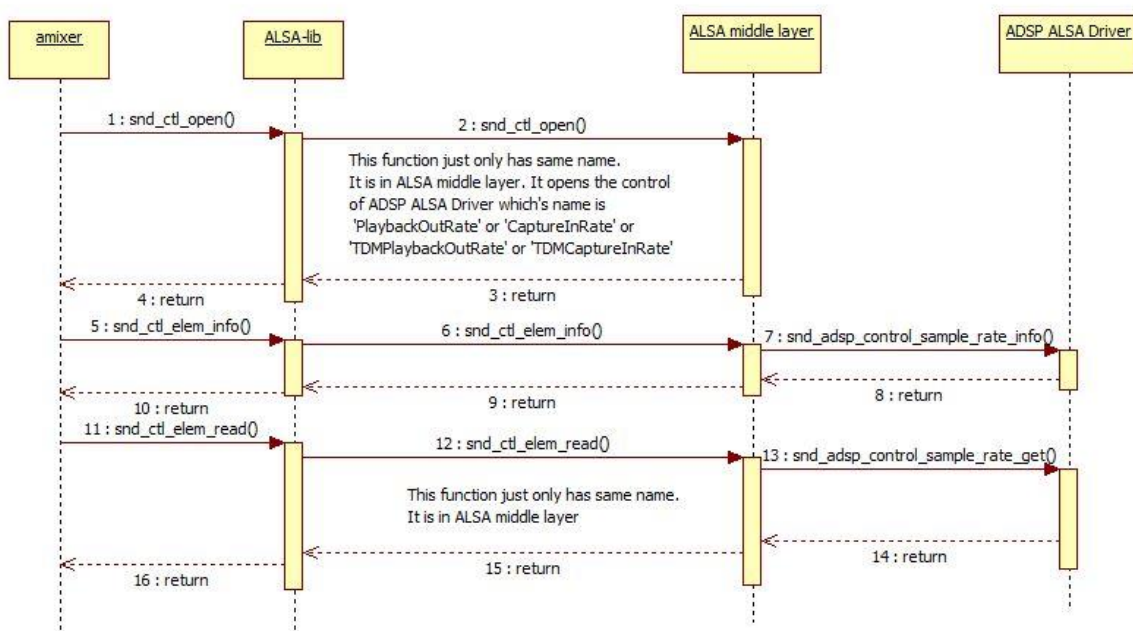 amixer
ALSA-lib
ALSA middle layer
ADSP ALSA Driver
1 : snd_ctl_open()
2 : snd_ctl_open()
This function just only has same name.
It is in ALSA middle layer. It opens the control
of ADSP ALSA Driver which's name is
'PlaybackOutRate' or 'CaptureInRate' or
'TDMPlaybackOutRate' or 'TDMCaptureInRate'
3 : return
4 : return
5 : snd_ctl_elem_info()
6 : snd_ctl_elem_info()
7 : snd_adsp_control_sample_rate_info()
8 : return
9 : return
10 : return
11 : snd_ctl_elem_read()
12 : snd_ctl_elem_read()
13 : snd_adsp_control_sample_rate_get()
This function just only has same name.
It is in ALSA middle layer
14 : return
15 : return
16 : return